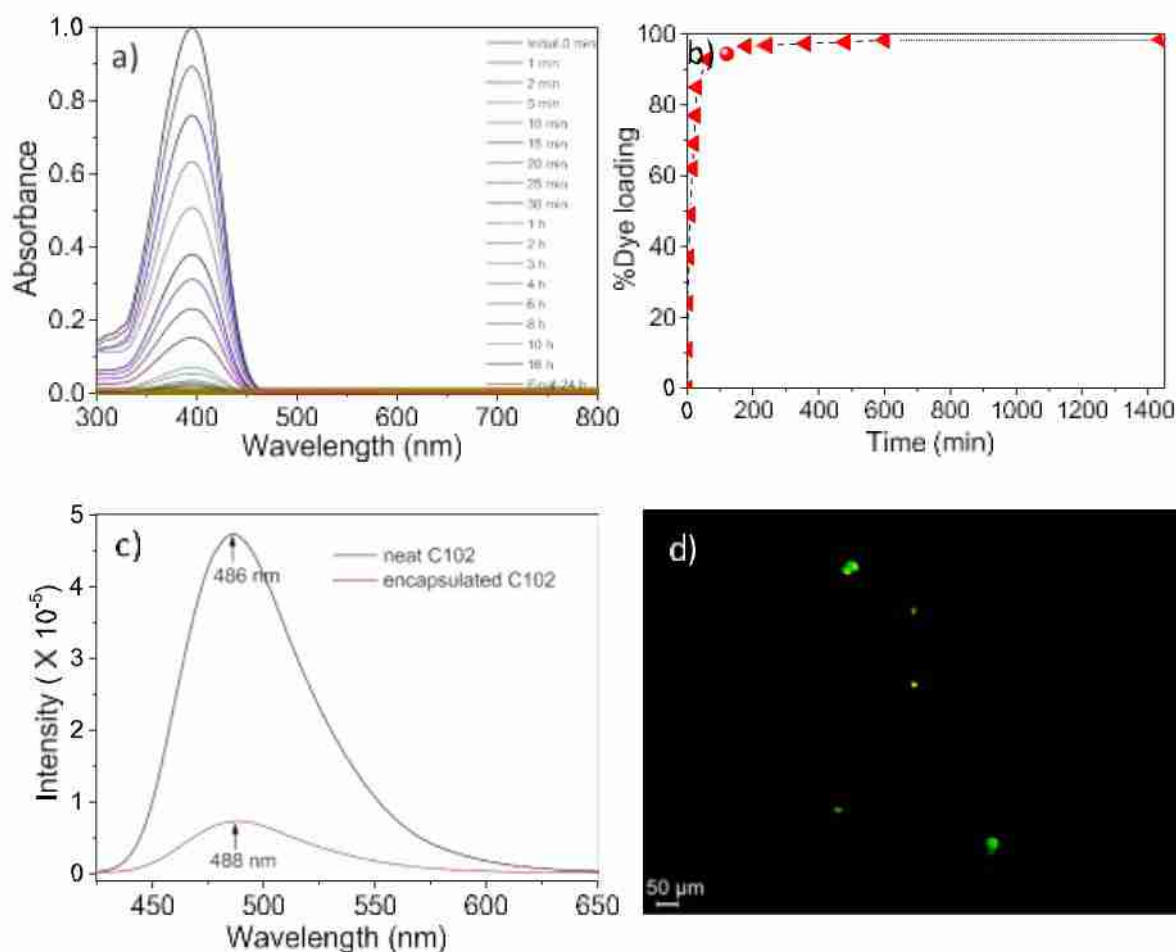 a)
1.0
0.8
0.6
0.4
0.2
0.0
Absorbance
300 400 500 600 700 800
Wavelength (nm)
Initial-0 min
1 min
2 min
5 min
10 min
15 min
20 min
25 min
30 min
1 h
2 h
3 h
4 h
6 h
8 h
10 h
16 h
Final-24 h
b)
100
80
60
40
20
0
%Dye loading
0 200 400 600 800 1000 1200 1400
Time (min)
c)
5
4
3
2
1
0
Intensity ( X 10⁻⁵)
neat C102
encapsulated C102
486 nm
488 nm
450 500 550 600 650
Wavelength (nm)
d)
50 µm